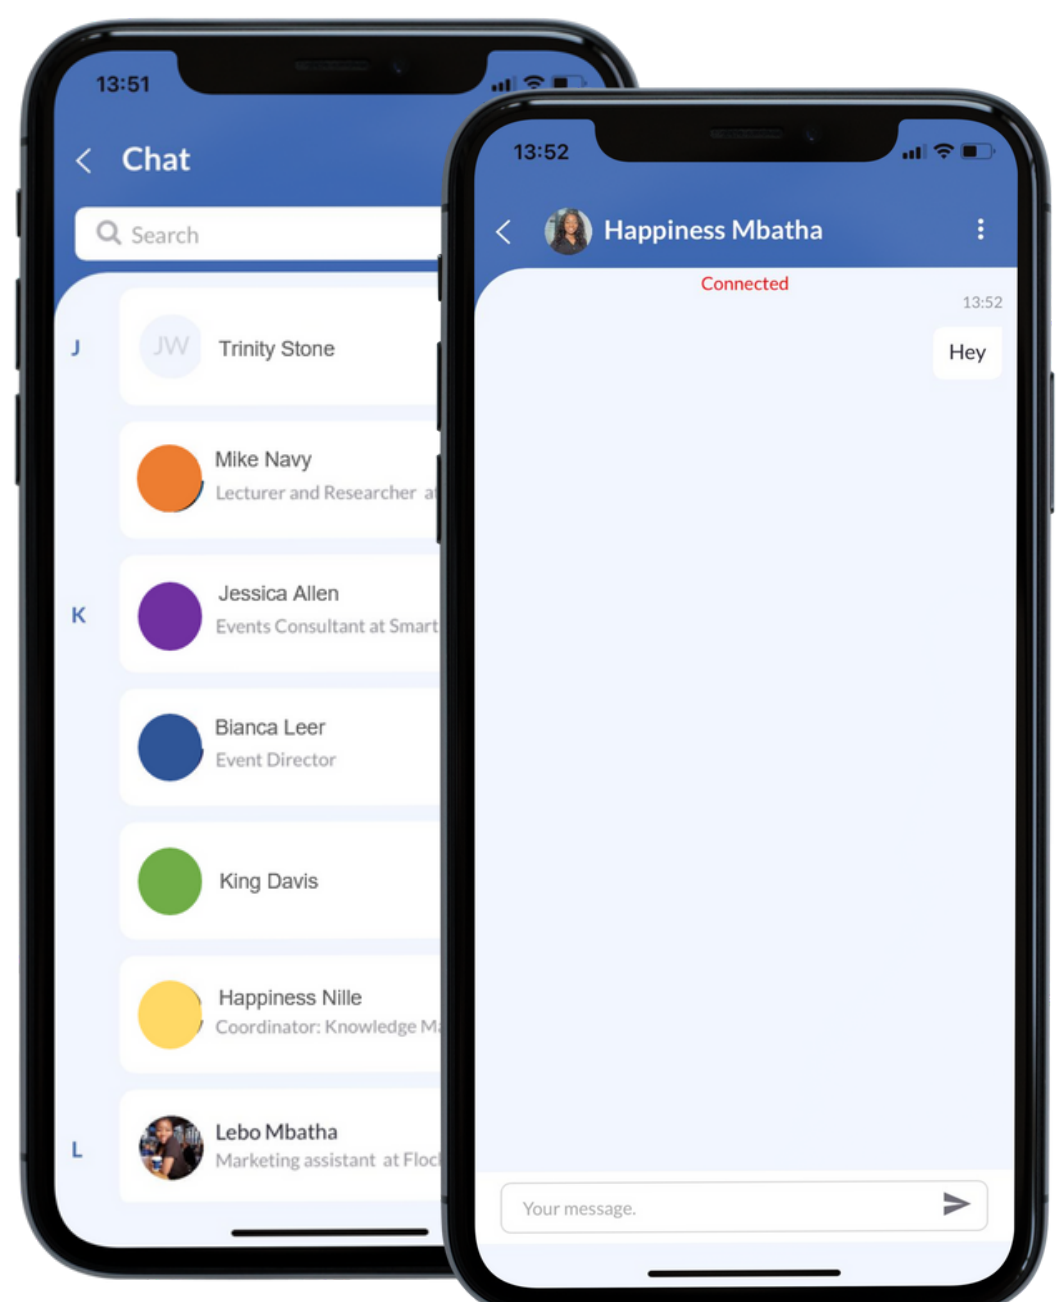 13:51
Chat
Search
J
JW
Trinity Stone
Mike Navy
Lecturer and Researcher
K
Jessica Allen
Events Consultant at Smart
Bianca Leer
Event Director
King Davis
Happiness Nille
Coordinator: Knowledge
L
Lebo Mbatha
Marketing assistant at
13:52
Happiness Mbatha
Connected
13:52
Hey
Your message.